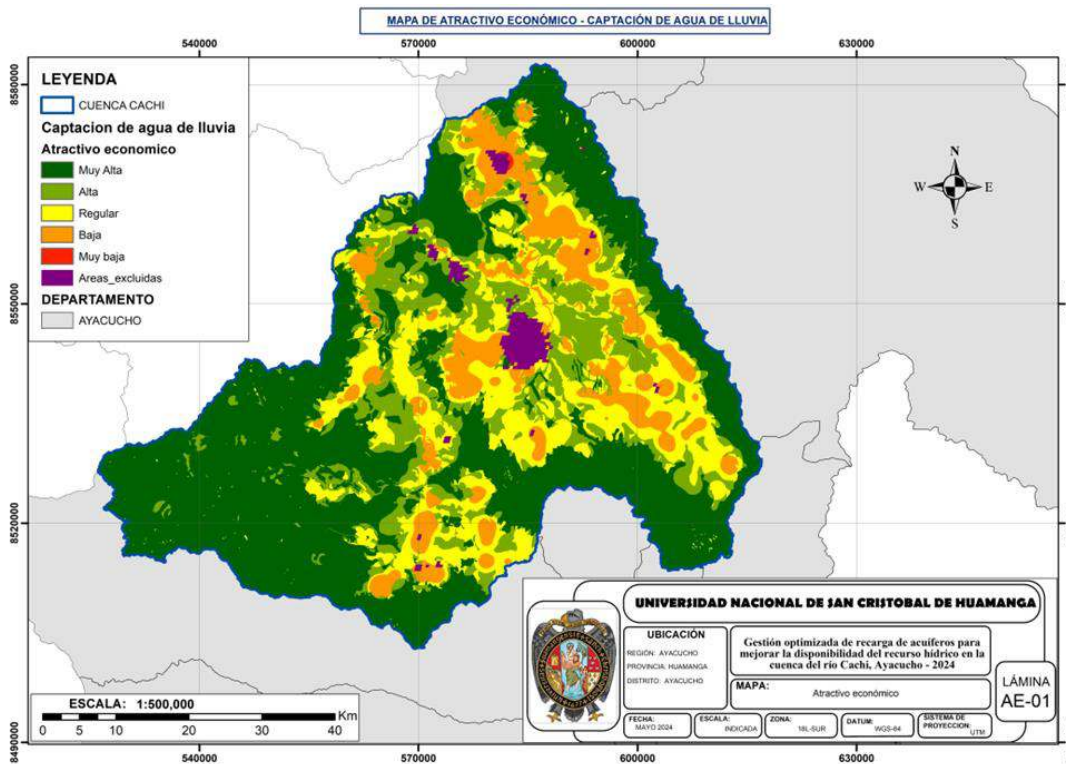 MAPA DE ATRACTIVO ECONÓMICO - CAPTACIÓN DE AGUA DE LLUVIA
540000
570000
600000
630000
8580000
8550000
8520000
8490000
LEYENDA
CUENCA CACHI
Captacion de agua de lluvia
Atractivo economico
Muy Alta
Alta
Regular
Baja
Muy baja
Areas_excluidas
DEPARTAMENTO
AYACUCHO
N
W
E
S
ESCALA: 1:500,000
0 5 10 20 30 40 Km
UNIVERSIDAD NACIONAL DE SAN CRISTOBAL DE HUAMANGA
UBICACIÓN
REGIÓN: AYACUCHO
PROVINCIA: HUAMANGA
DISTRITO: AYACUCHO
Gestión optimizada de recarga de acuíferos para
mejorar la disponibilidad del recurso hídrico en la
cuenca del río Cachi, Ayacucho - 2024
MAPA:
Atractivo económico
LÁMINA
AE-01
FECHA:
MAYO 2024
ESCALA:
INDICADA
ZONA:
18L-SUR
DATUM:
WGS-84
SISTEMA DE
PROYECCION:
UTM
540000
570000
600000
630000